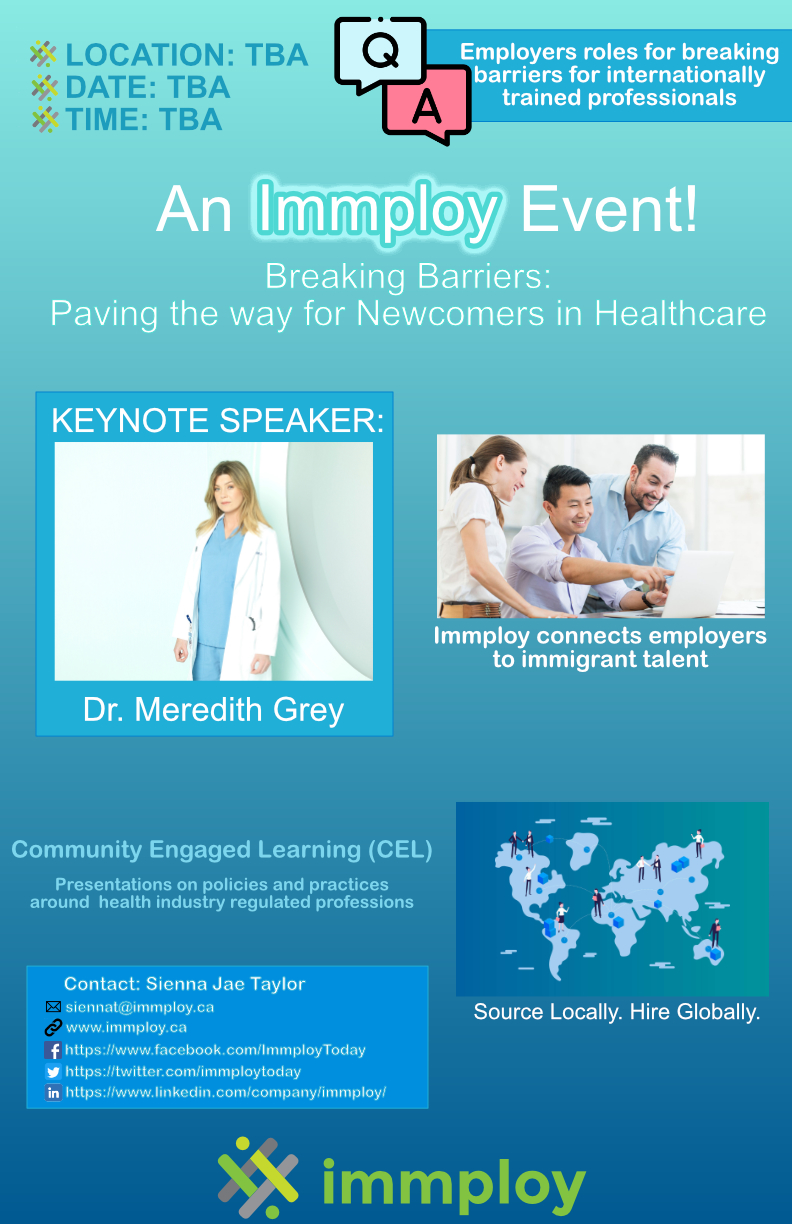 LOCATION: TBA
DATE: TBA
TIME: TBA
Q
A
Employers roles for breaking
barriers for internationally
trained professionals
An Immploy Event!
Breaking Barriers:
Paving the way for Newcomers in Healthcare
KEYNOTE SPEAKER:
Dr. Meredith Grey
Immploy connects employers
to immigrant talent
Community Engaged Learning (CEL)
Presentations on policies and practices
around health industry regulated professions
Source Locally. Hire Globally.
Contact: Sienna Jae Taylor
siennat@immploy.ca
www.immploy.ca
f https://www.facebook.com/ImmployToday
https://twitter.com/immploytoday
in https://www.linkedin.com/company/immploy/
immploy